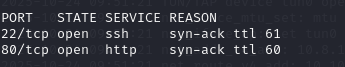 PORT   STATE SERVICE REASON
22/tcp open  ssh     syn-ack ttl 61
80/tcp open  http    syn-ack ttl 60